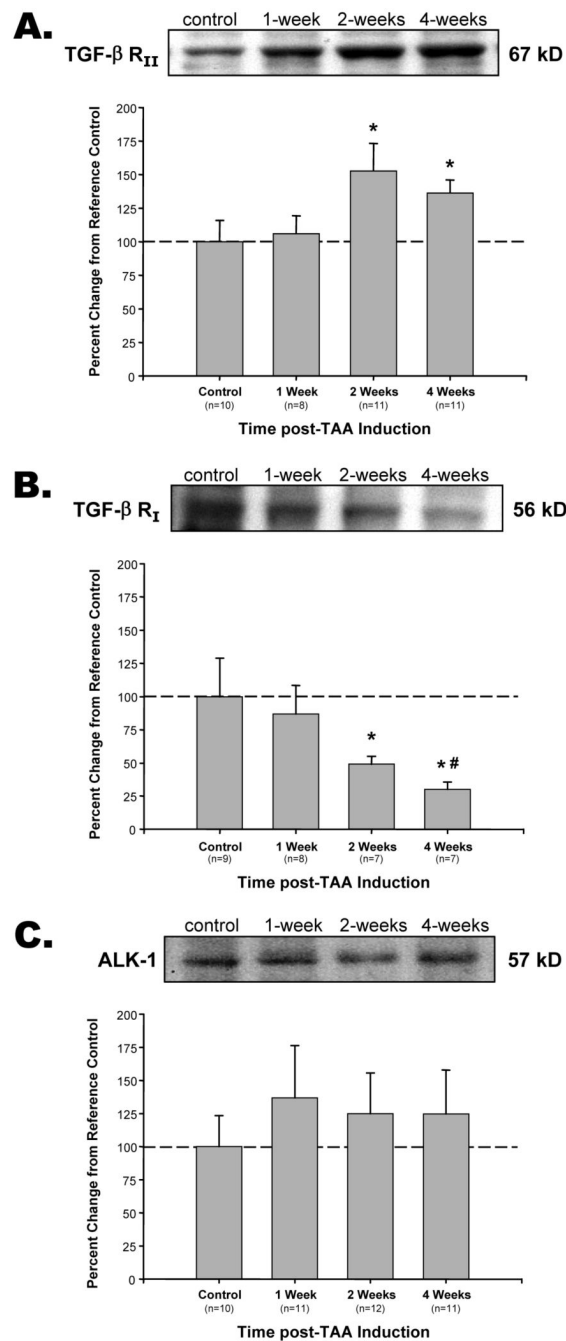 A.
control 1-week 2-weeks 4-weeks
TGF-β RII 67 kD
Percent Change from Reference Control
200
175
150
125
100
75
50
25
0
* *
Control 1 Week 2 Weeks 4 Weeks
(n=10) (n=8) (n=11) (n=11)
Time post-TAA Induction
B.
control 1-week 2-weeks 4-weeks
TGF-β RI 56 kD
Percent Change from Reference Control
200
175
150
125
100
75
50
25
0
* *#
Control 1 Week 2 Weeks 4 Weeks
(n=9) (n=8) (n=7) (n=7)
Time post-TAA Induction
C.
control 1-week 2-weeks 4-weeks
ALK-1 57 kD
Percent Change from Reference Control
200
175
150
125
100
75
50
25
0
Control 1 Week 2 Weeks 4 Weeks
(n=10) (n=11) (n=12) (n=11)
Time post-TAA Induction